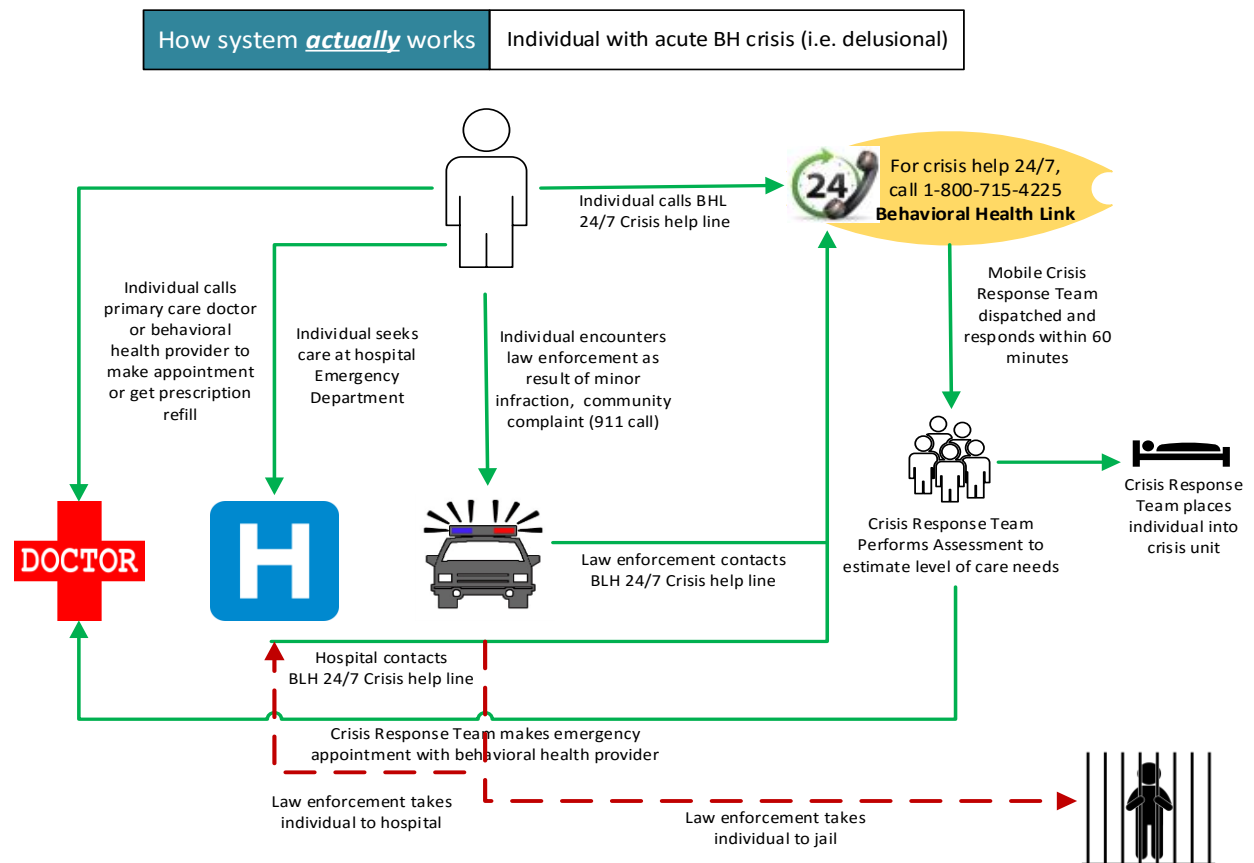 How system actually works
Individual with acute BH crisis (i.e. delusional)
For crisis help 24/7,
call 1-800-715-4225
Behavioral Health Link
24
Individual calls BHL
24/7 Crisis help line
Mobile Crisis
Response Team
dispatched and
responds within 60
minutes
Individual calls
primary care doctor
or behavioral
health provider to
make appointment
or get prescription
refill
Individual seeks
care at hospital
Emergency
Department
Individual encounters
law enforcement as
result of minor
infraction, community
complaint (911 call)
Crisis Response
Team places
individual into
crisis unit
DOCTOR
H
Crisis Response Team
Performs Assessment to
estimate level of care needs
Law enforcement contacts
BLH 24/7 Crisis help line
Hospital contacts
BLH 24/7 Crisis help line
Crisis Response Team makes emergency
appointment with behavioral health provider
Law enforcement takes
individual to hospital
Law enforcement takes
individual to jail